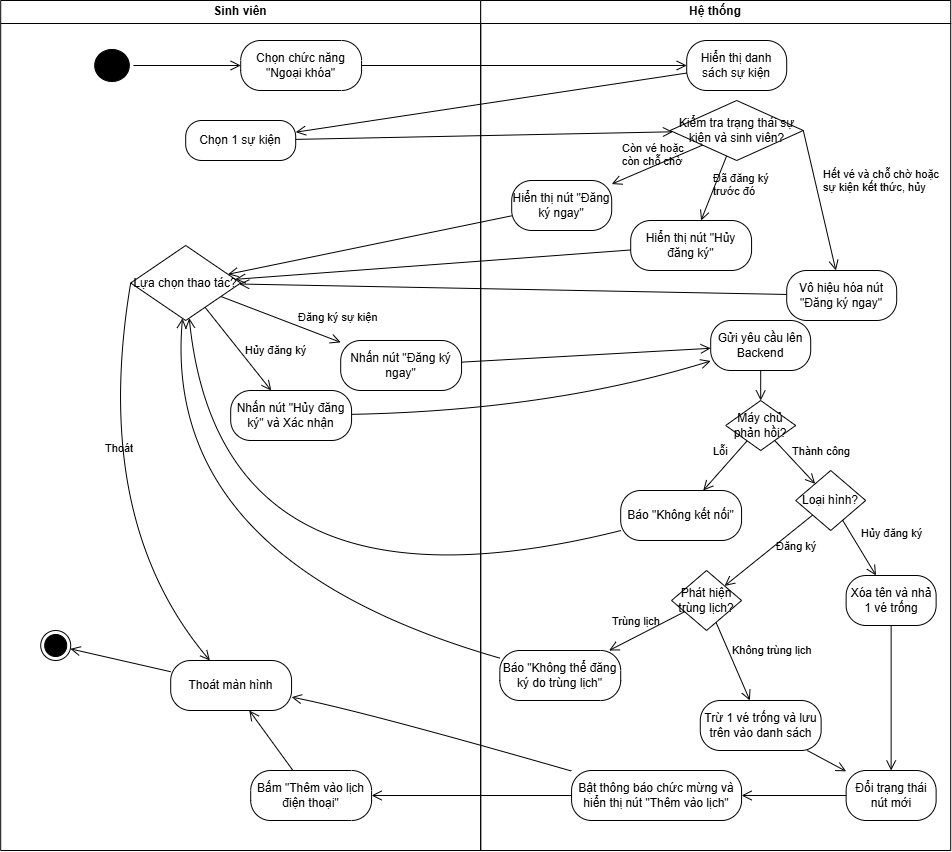 Sinh viên
Hệ thống
Chọn chức năng
"Ngoại khóa"
Hiển thị danh
sách sự kiện
Chọn 1 sự kiện
Kiểm tra trạng thái sự
kiện và sinh viên?
Còn vé hoặc
còn chỗ chờ
Đã đăng ký
trước đó
Hết vé và chỗ chờ hoặc
sự kiện kết thúc, hủy
Hiển thị nút "Đăng
ký ngay"
Hiển thị nút "Hủy
đăng ký"
Vô hiệu hóa nút
"Đăng ký ngay"
Lựa chọn thao tác?
Đăng ký sự kiện
Hủy đăng ký
Nhấn nút "Đăng ký
ngay"
Gửi yêu cầu lên
Backend
Nhấn nút "Hủy đăng
ký" và Xác nhận
Máy chủ
phản hồi?
Thoát
Lỗi
Thành công
Báo "Không kết nối"
Loại hình?
Đăng ký
Hủy đăng ký
Phát hiện
trùng lịch?
Xóa tên và nhả
1 vé trống
Trùng lịch
Không trùng lịch
Báo "Không thể đăng
ký do trùng lịch"
Thoát màn hình
Trừ 1 vé trống và lưu
trên vào danh sách
Bấm "Thêm vào lịch
điện thoại"
Bật thông báo chức mừng và
hiển thị nút "Thêm vào lịch"
Đổi trạng thái
nút mới